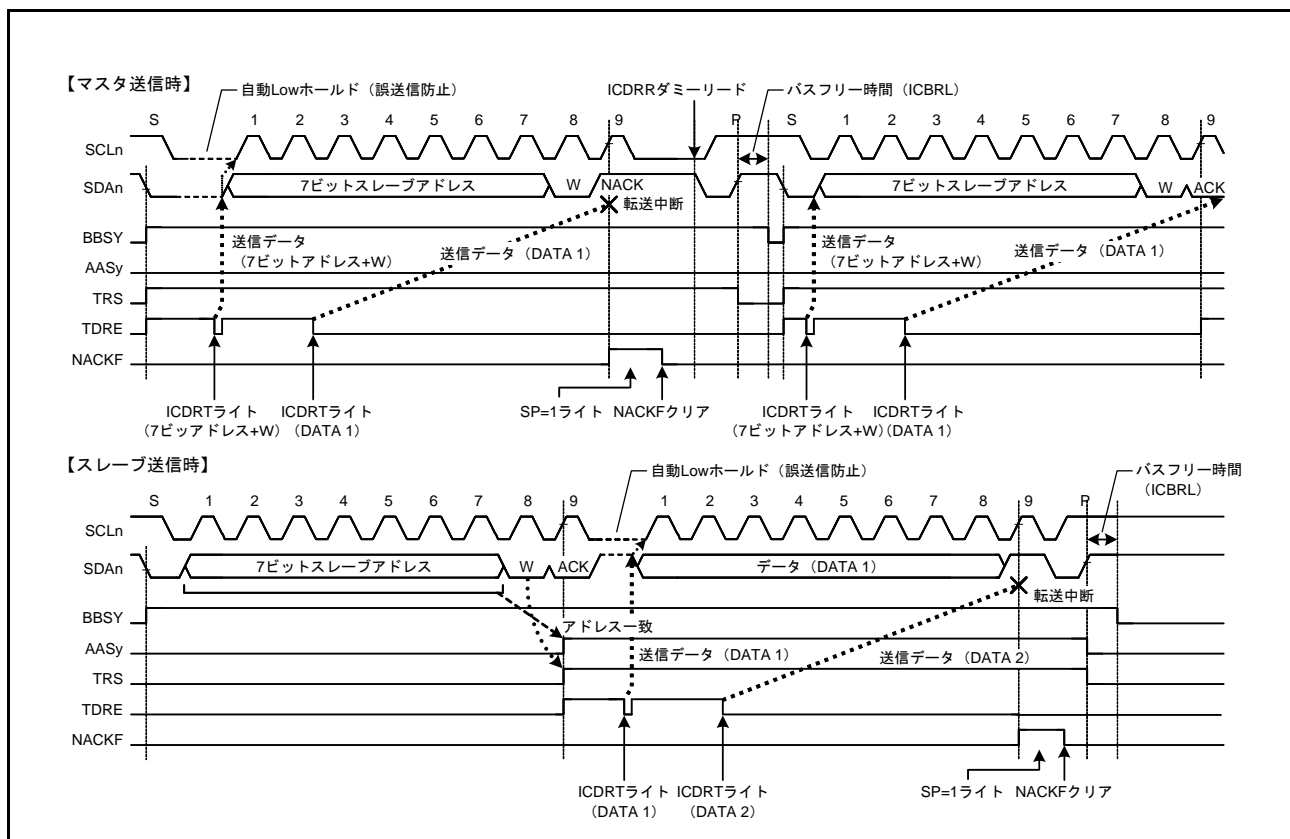 【マスタ送信時】
自動Lowホールド（誤送信防止）
ICDRRダミーリード
バスフリー時間（ICBRL）
S 1 2 3 4 5 6 7 8 9 P S 1 2 3 4 5 6 7 8 9
SCLn
SDAn 7ビットスレーブアドレス W NACK 7ビットスレーブアドレス W ACK
転送中断
BBSY
送信データ
（7ビットアドレス+W）
送信データ（DATA 1）
送信データ
（7ビットアドレス+W）
送信データ（DATA 1）
AASy
TRS
TDRE
NACKF
ICDRTライト
（7ビッアドレス+W）
ICDRTライト
（DATA 1）
SP=1ライト NACKFクリア
ICDRTライト
（7ビットアドレス+W）
ICDRTライト
（DATA 1）
【スレーブ送信時】
自動Lowホールド（誤送信防止）
バスフリー時間
（ICBRL）
S 1 2 3 4 5 6 7 8 9 1 2 3 4 5 6 7 8 9 P
SCLn
SDAn 7ビットスレーブアドレス W ACK データ（DATA 1）
転送中断
BBSY
アドレス一致
AASy
送信データ（DATA 1） 送信データ（DATA 2）
TRS
TDRE
NACKF
ICDRTライト
（DATA 1）
ICDRTライト
（DATA 2）
SP=1ライト NACKFクリア